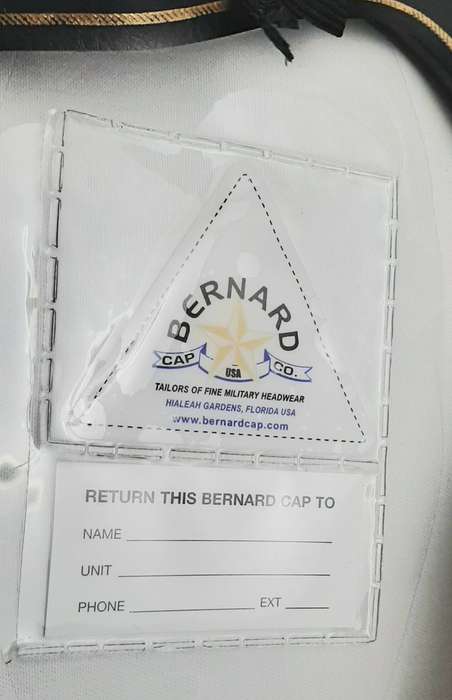 BERNARD
CAP USA CO.
TAILORS OF FINE MILITARY HEADWEAR
HIALEAH GARDENS, FLORIDA USA
www.bernardcap.com
RETURN THIS BERNARD CAP TO
NAME
UNIT
PHONE EXT